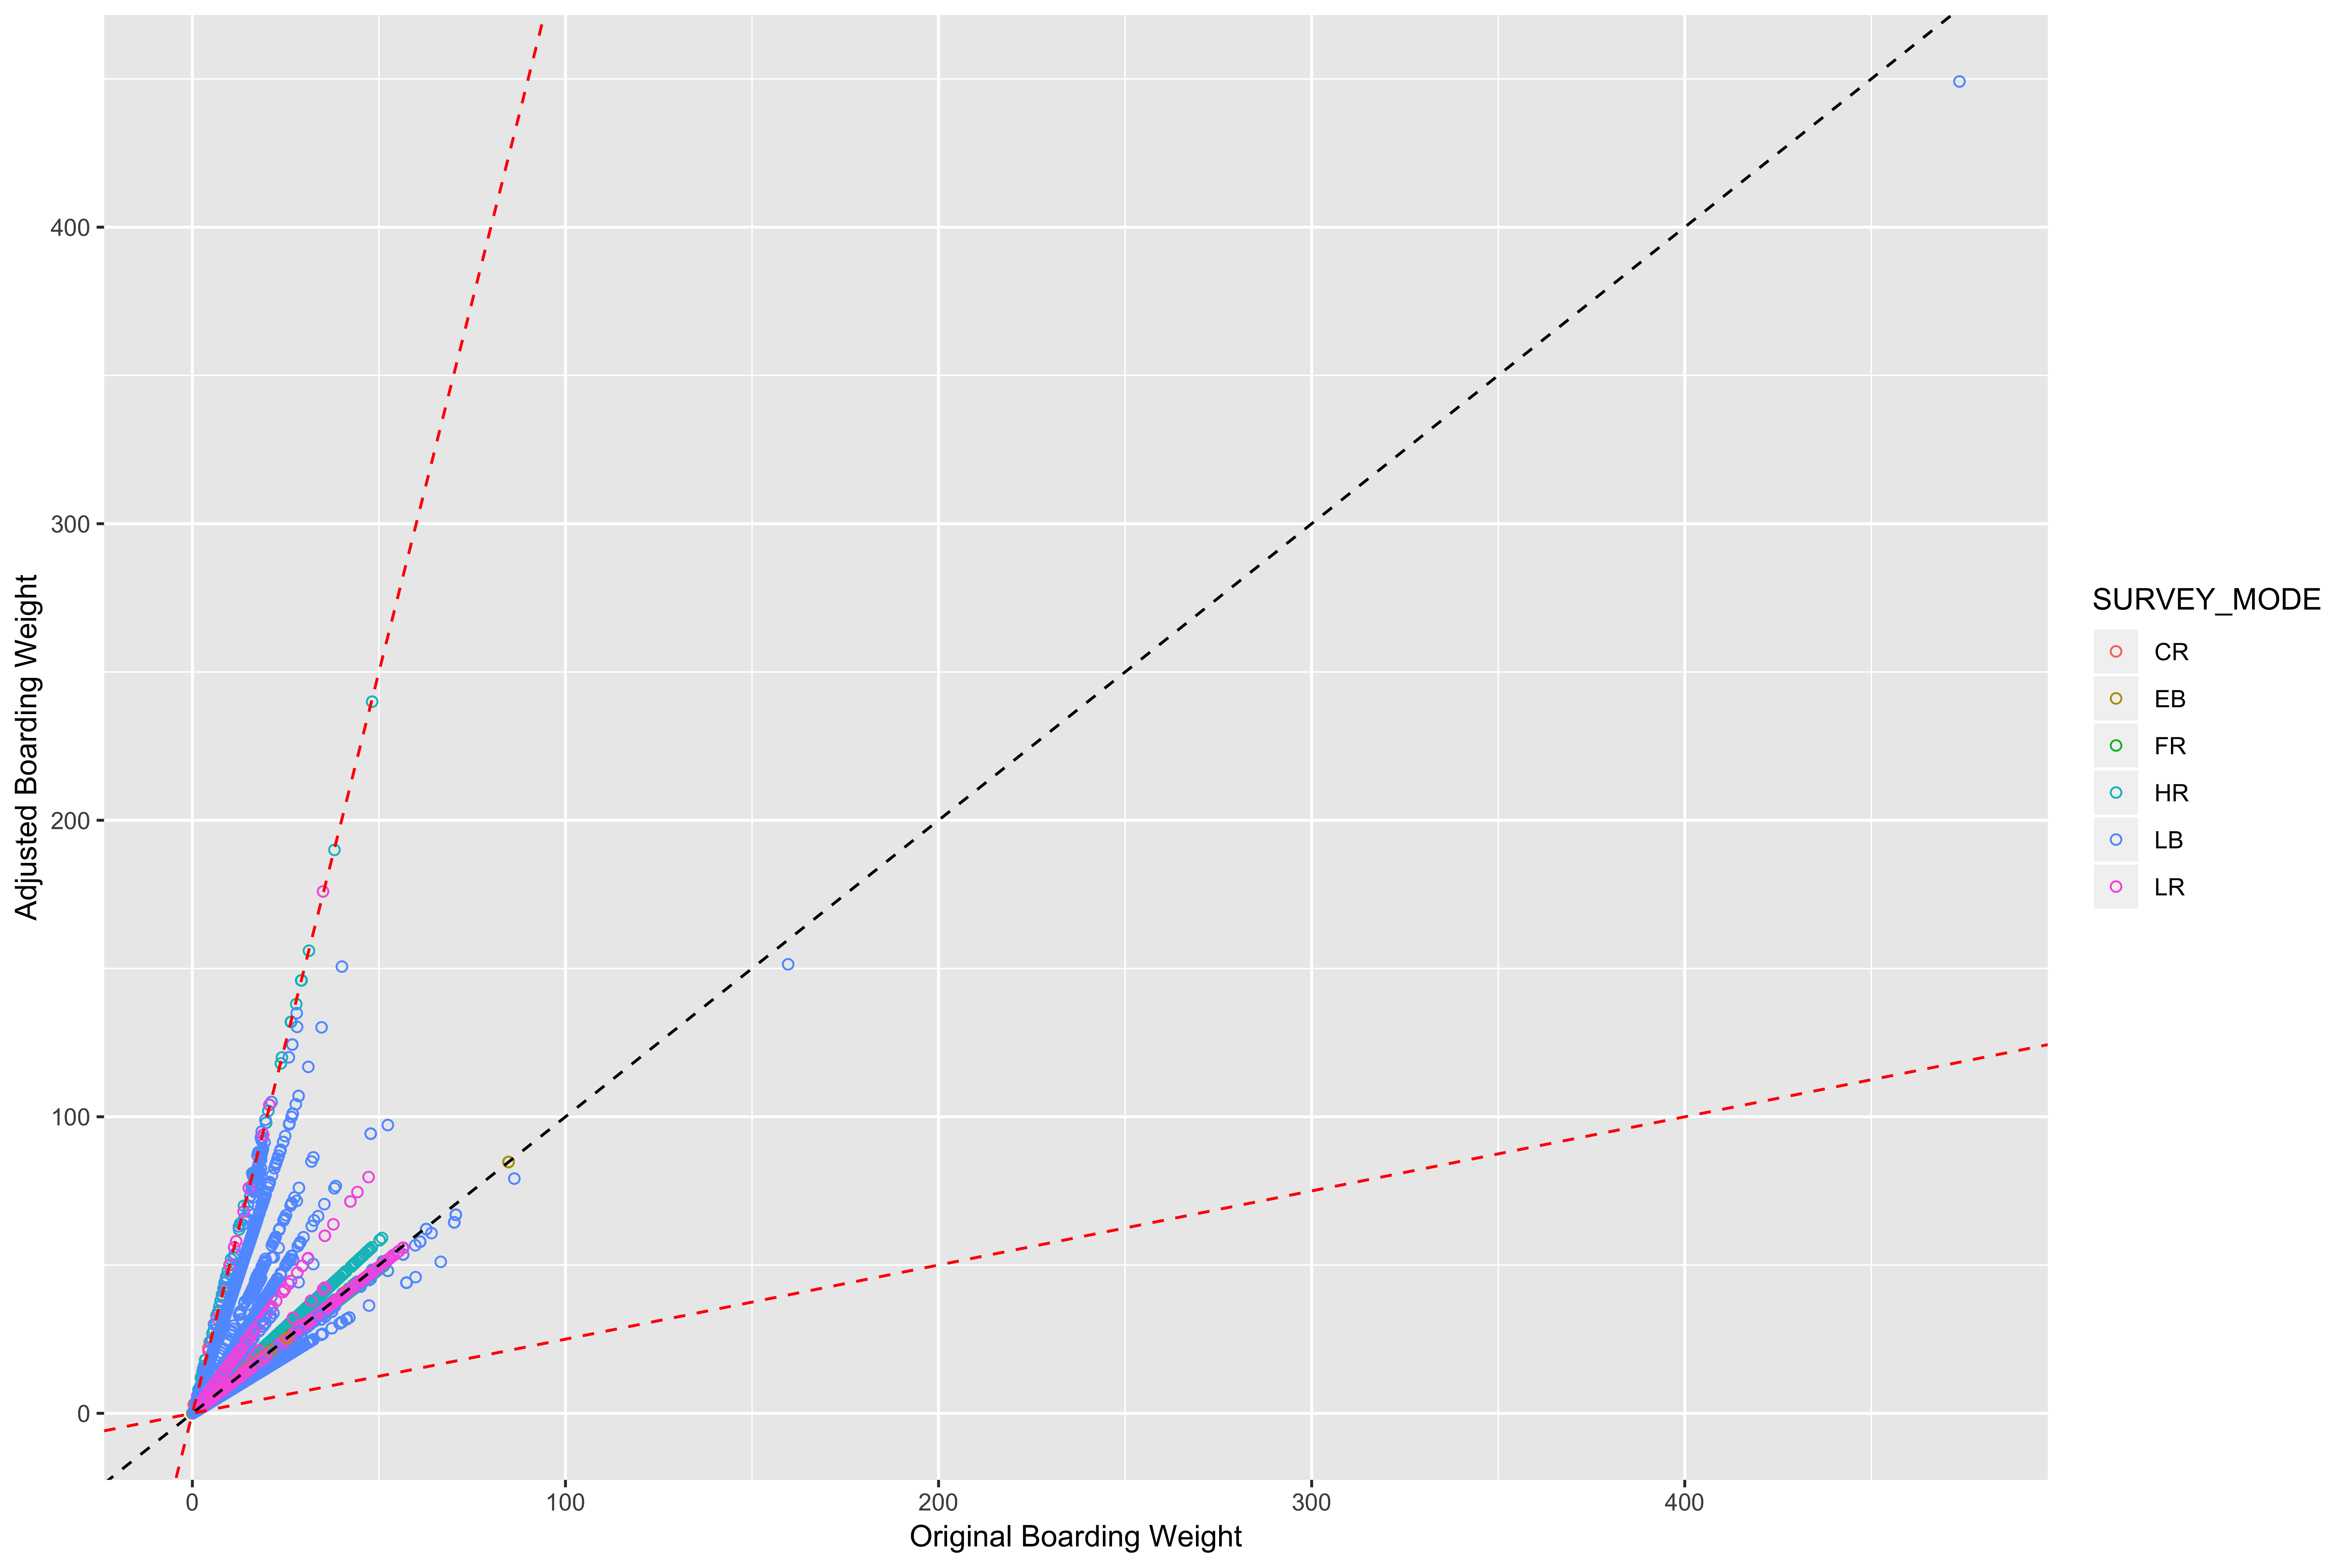 400
300
200
100
0
Adjusted Boarding Weight
0 100 200 300 400
Original Boarding Weight
SURVEY_MODE
CR
EB
FR
HR
LB
LR